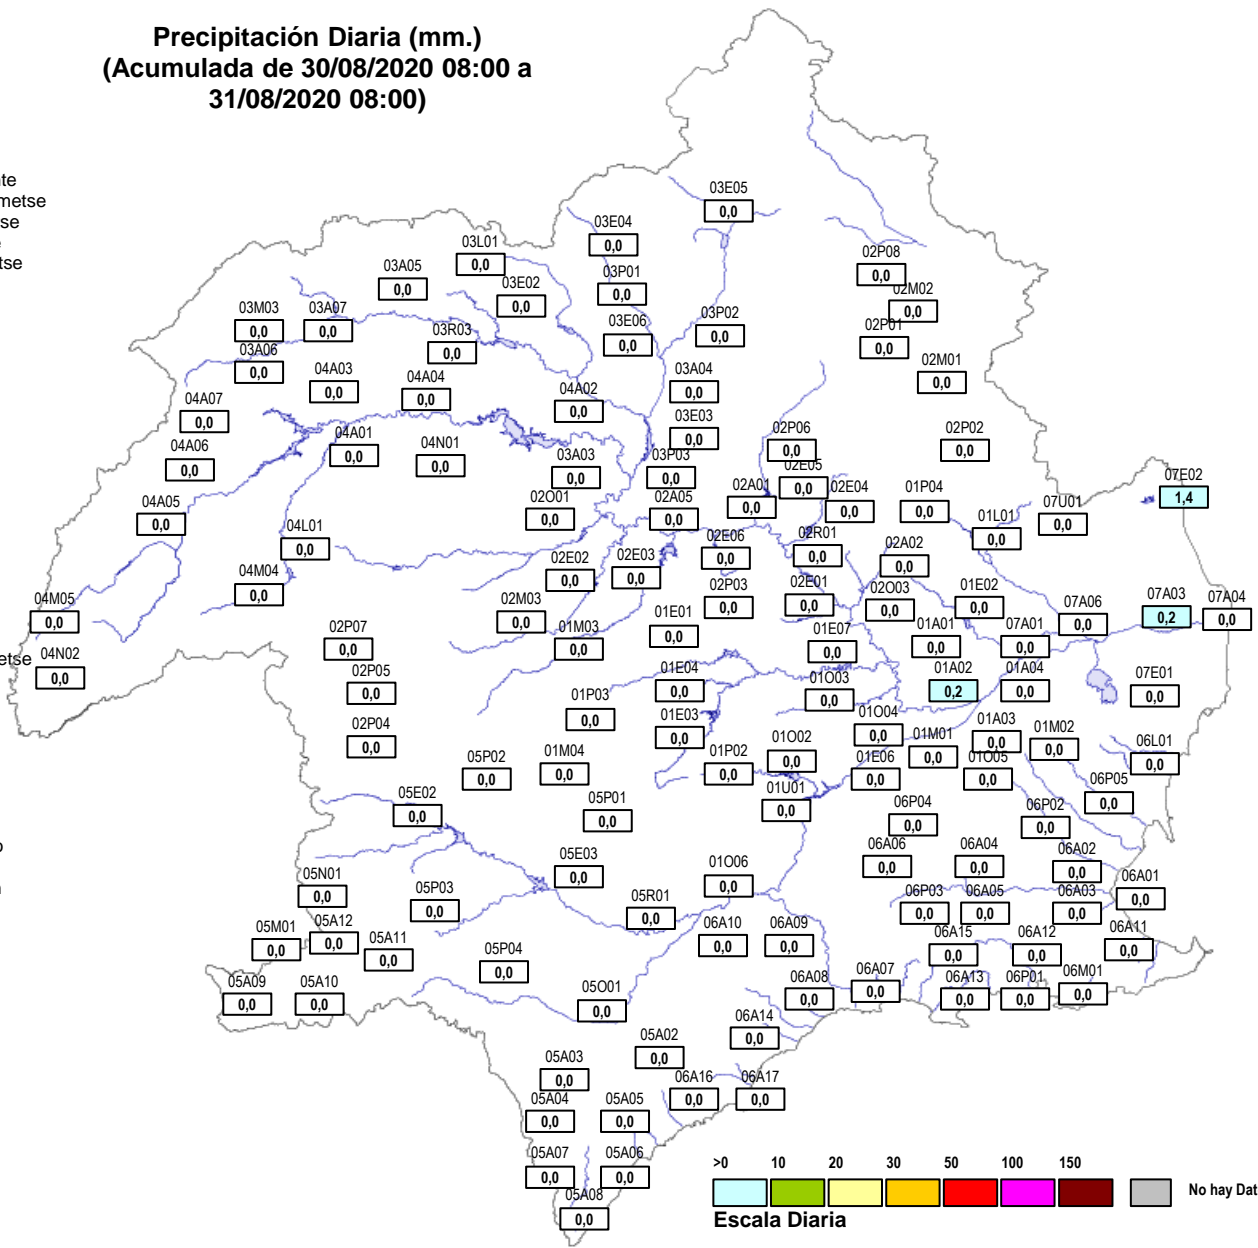 Precipitación Diaria (mm.)
(Acumulada de 30/08/2020 08:00 a
31/08/2020 08:00)
te
metse
se
tse
etse
03E05
0,0
03E04
0,0
03L01
0,0
02P08
0,0
03A05
0,0
03P01
0,0
03E02
0,0
02M02
0,0
03M03
0,0
03A07
0,0
03P02
0,0
03E06
0,0
03R03
0,0
02P01
0,0
03A06
0,0
02M01
0,0
04A03
0,0
04A04
0,0
03A04
0,0
04A02
0,0
04A07
0,0
03E03
0,0
02P06
0,0
02P02
0,0
04A01
0,0
04N01
0,0
04A06
0,0
03A03
0,0
03P03
0,0
02E05
0,0
07E02
1,4
02A01
0,0
02E04
0,0
01P04
0,0
02O01
0,0
02A05
0,0
04A05
0,0
07U01
0,0
01L01
0,0
04L01
0,0
02E06
0,0
02R01
0,0
02A02
0,0
02E02
0,0
02E03
0,0
04M04
0,0
02P03
0,0
02E01
0,0
02O03
0,0
01E02
0,0
07A03
0,2
07A04
0,0
04M05
0,0
02M03
0,0
01E01
0,0
07A06
0,0
02P07
0,0
01M03
0,0
01E07
0,0
01A01
0,0
07A01
0,0
04N02
0,0
02P05
0,0
01E04
0,0
01O03
0,0
01A02
0,2
01A04
0,0
07E01
0,0
01P03
0,0
02P04
0,0
01E03
0,0
01O04
0,0
01A03
0,0
01M02
0,0
05P02
0,0
01M04
0,0
01P02
0,0
01O02
0,0
01M01
0,0
01E06
0,0
01O05
0,0
06L01
0,0
05E02
0,0
05P01
0,0
01U01
0,0
06P04
0,0
06P02
0,0
06P05
0,0
05E03
0,0
01O06
0,0
06A06
0,0
06A04
0,0
06A02
0,0
05N01
0,0
05P03
0,0
05R01
0,0
06P03
0,0
06A05
0,0
06A03
0,0
06A01
0,0
05M01
0,0
05A12
0,0
05A11
0,0
06A10
0,0
06A09
0,0
06A15
0,0
06A12
0,0
06A11
0,0
05P04
0,0
05A09
0,0
05A10
0,0
05O01
0,0
06A08
0,0
06A07
0,0
06A13
0,0
06P01
0,0
06M01
0,0
06A14
0,0
05A02
0,0
05A03
0,0
06A16
0,0
06A17
0,0
05A04
0,0
05A05
0,0
05A07
0,0
05A06
0,0
05A08
0,0
>0 10 20 30 50 100 150
No hay Dat
Escala Diaria